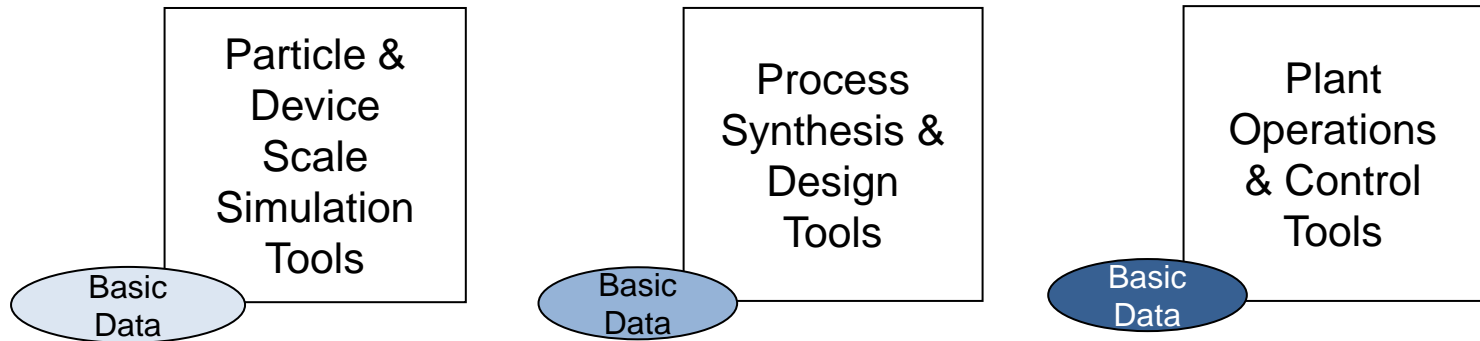 Particle &
Device
Scale
Simulation
Tools
Basic
Data
Process
Synthesis &
Design
Tools
Basic
Data
Plant
Operations
& Control
Tools
Basic
Data